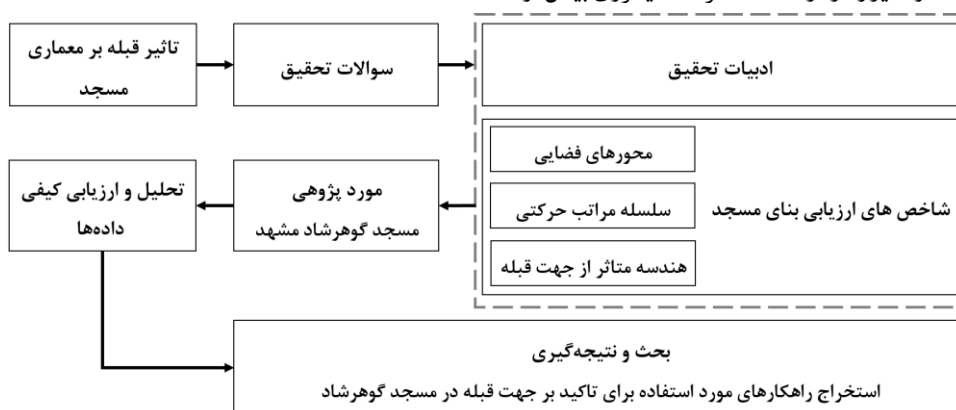 تاثیر قبله بر معماری
مسجد
سوالات تحقیق
ادبیات تحقیق
شاخص های ارزیابی بنای مسجد
محورهای فضایی
سلسله مراتب حرکتی
هندسه متاثر از جهت قبله
مورد پژوهی
مسجد گوهرشاد مشهد
تحلیل و ارزیابی کیفی
داده‌ها
بحث و نتیجه‌گیری
استخراج راهکارهای مورد استفاده برای تاکید بر جهت قبله در مسجد گوهرشاد